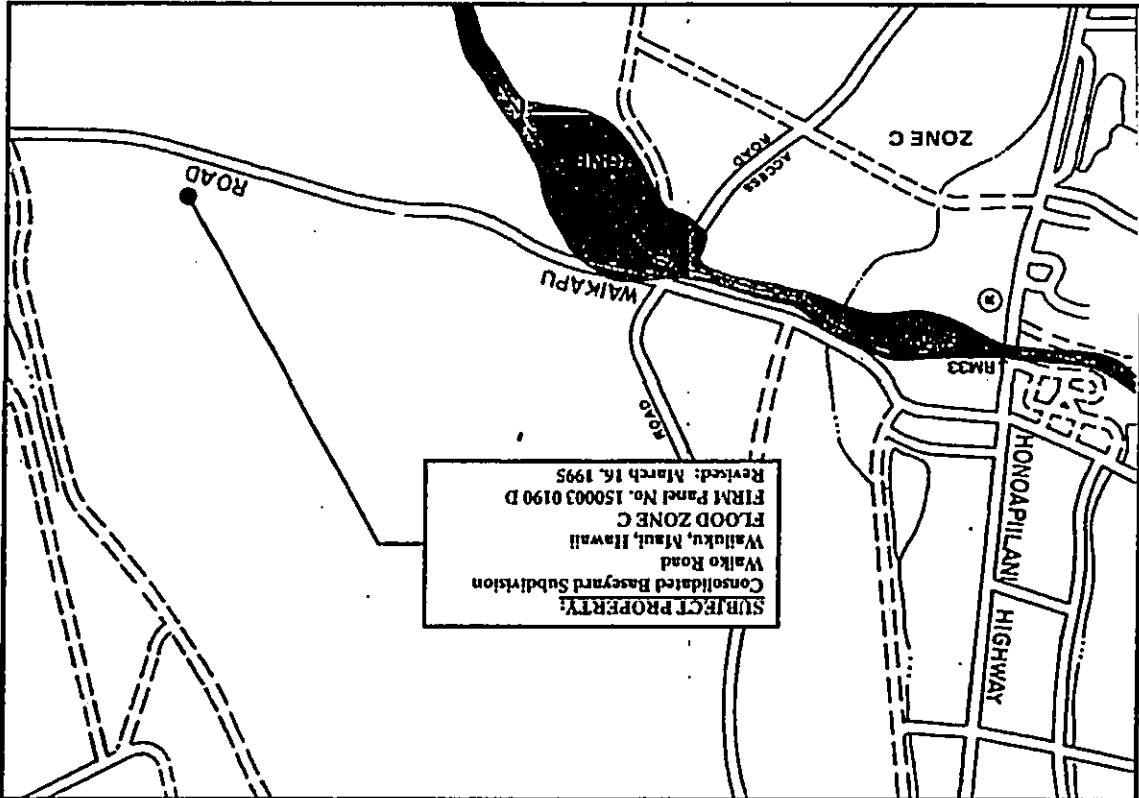 SUBJECT PROPERTY:
Consolidated Baseyard Subdivision
Waiko Road
Wailuku, Maui, Hawaii
FLOOD ZONE C
FIRM Panel No. 150003 0190 D
Revised: March 16, 1995
HONOAPIILANI HIGHWAY
ROAD
RM33
WAIKAPU ROAD
ACCESS ROAD
ZONE C
ZONE